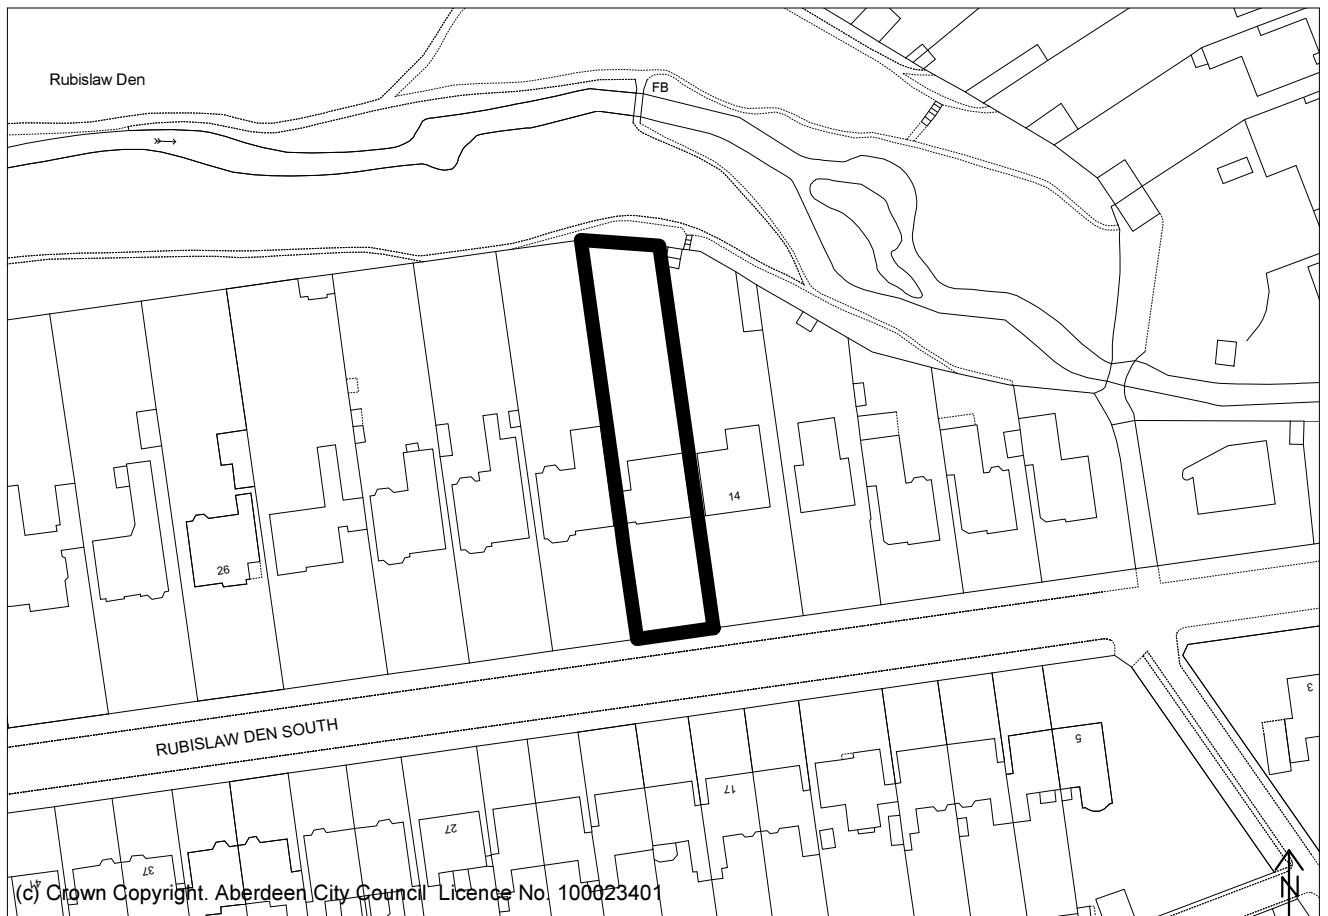 Rubislaw Den
FB
14
26
RUBISLAW DEN SOUTH
3
5
17
27
37
41
(c) Crown Copyright. Aberdeen City Council Licence No. 100023401
N